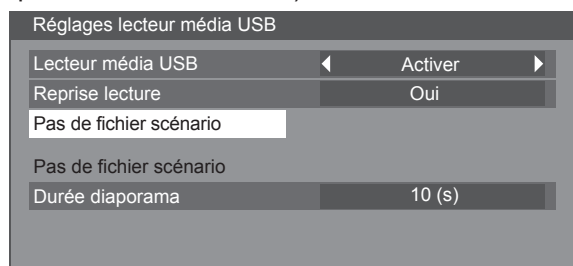 Réglages lecteur média USB
Lecteur média USB Activer
Reprise lecture Oui
Pas de fichier scénario
Pas de fichier scénario
Durée diaporama 10 (s)